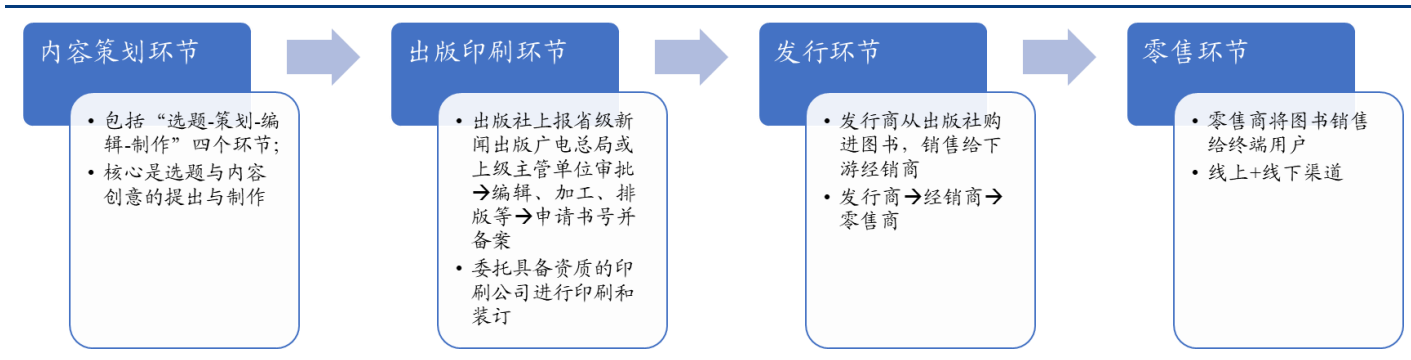 内容策划环节
• 包括“选题-策划-编
辑-制作”四个环节;
• 核心是选题与内容
创意的提出与制作
出版印刷环节
• 出版社上报省级新
闻出版广电总局或
上级主管单位审批
→编辑、加工、排
版等→申请书号并
备案
• 委托具备资质的印
刷公司进行印刷和
装订
发行环节
• 发行商从出版社购
进图书，销售给下
游经销商
• 发行商→经销商→
零售商
零售环节
• 零售商将图书销售
给终端用户
• 线上+线下渠道